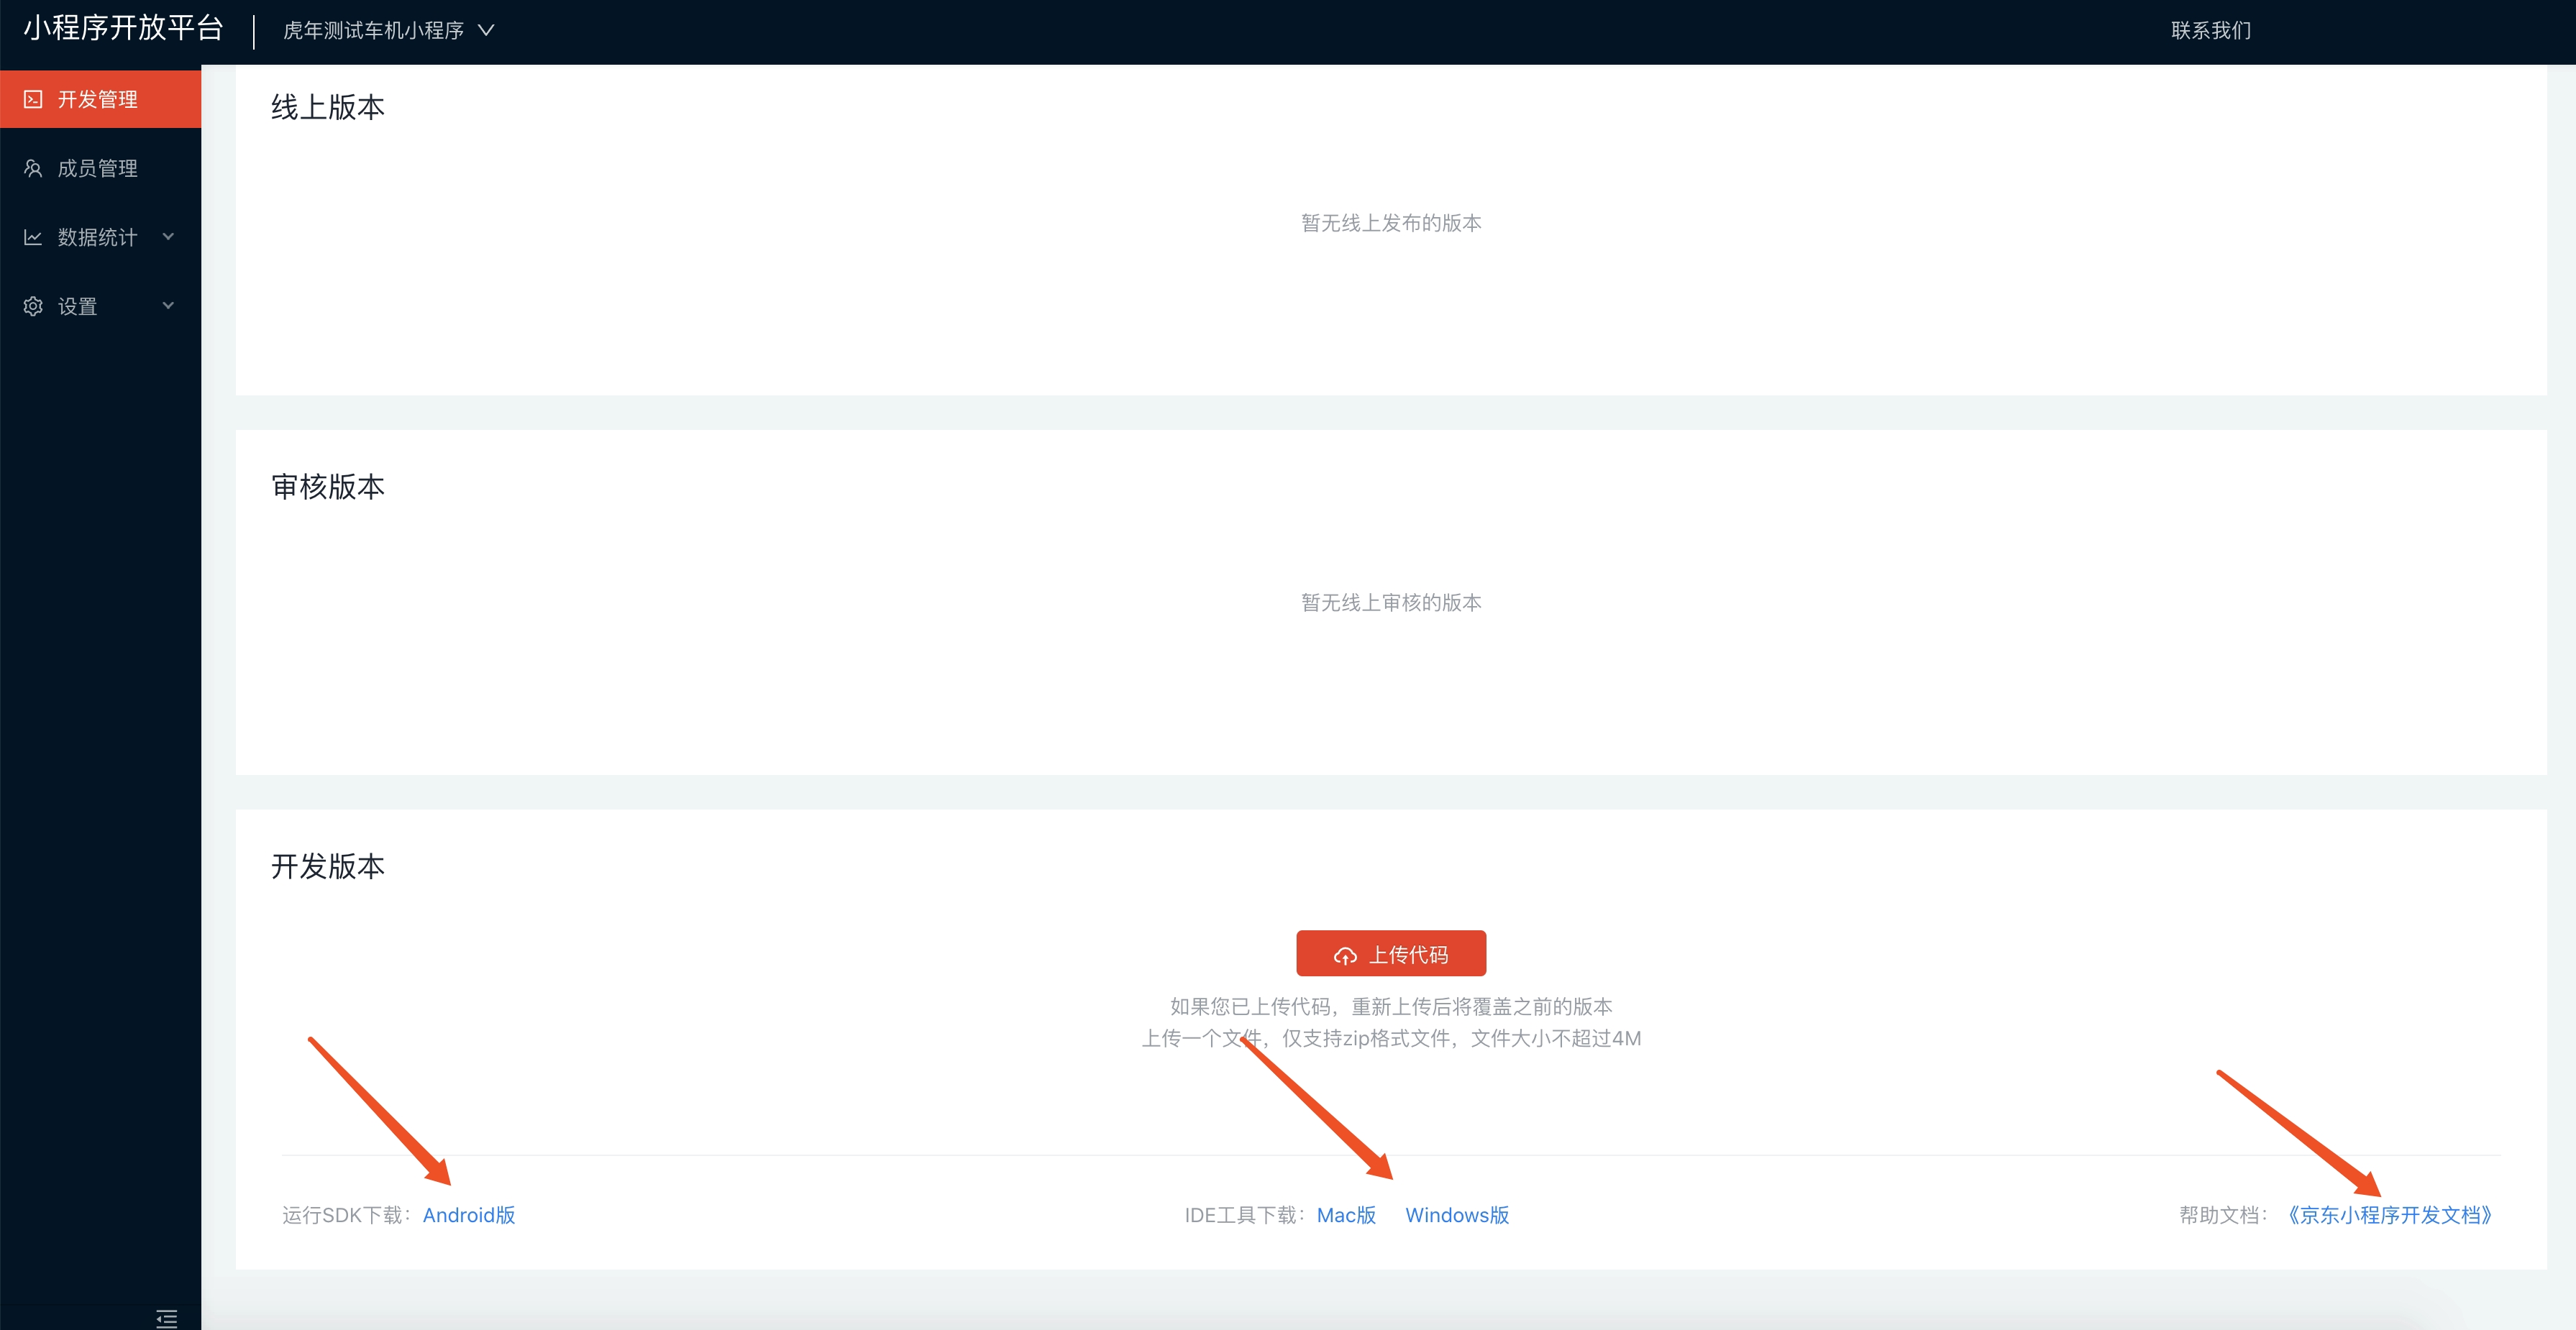 小程序开放平台
虎年测试车机小程序
联系我们
开发管理
成员管理
数据统计
设置
线上版本
暂无线上发布的版本
审核版本
暂无线上审核的版本
开发版本
上传代码
如果您已上传代码，重新上传后将覆盖之前的版本
上传一个文件，仅支持zip格式文件，文件大小不超过4M
运行SDK下载：Android版
IDE工具下载：Mac版 Windows版
帮助文档：《京东小程序开发文档》